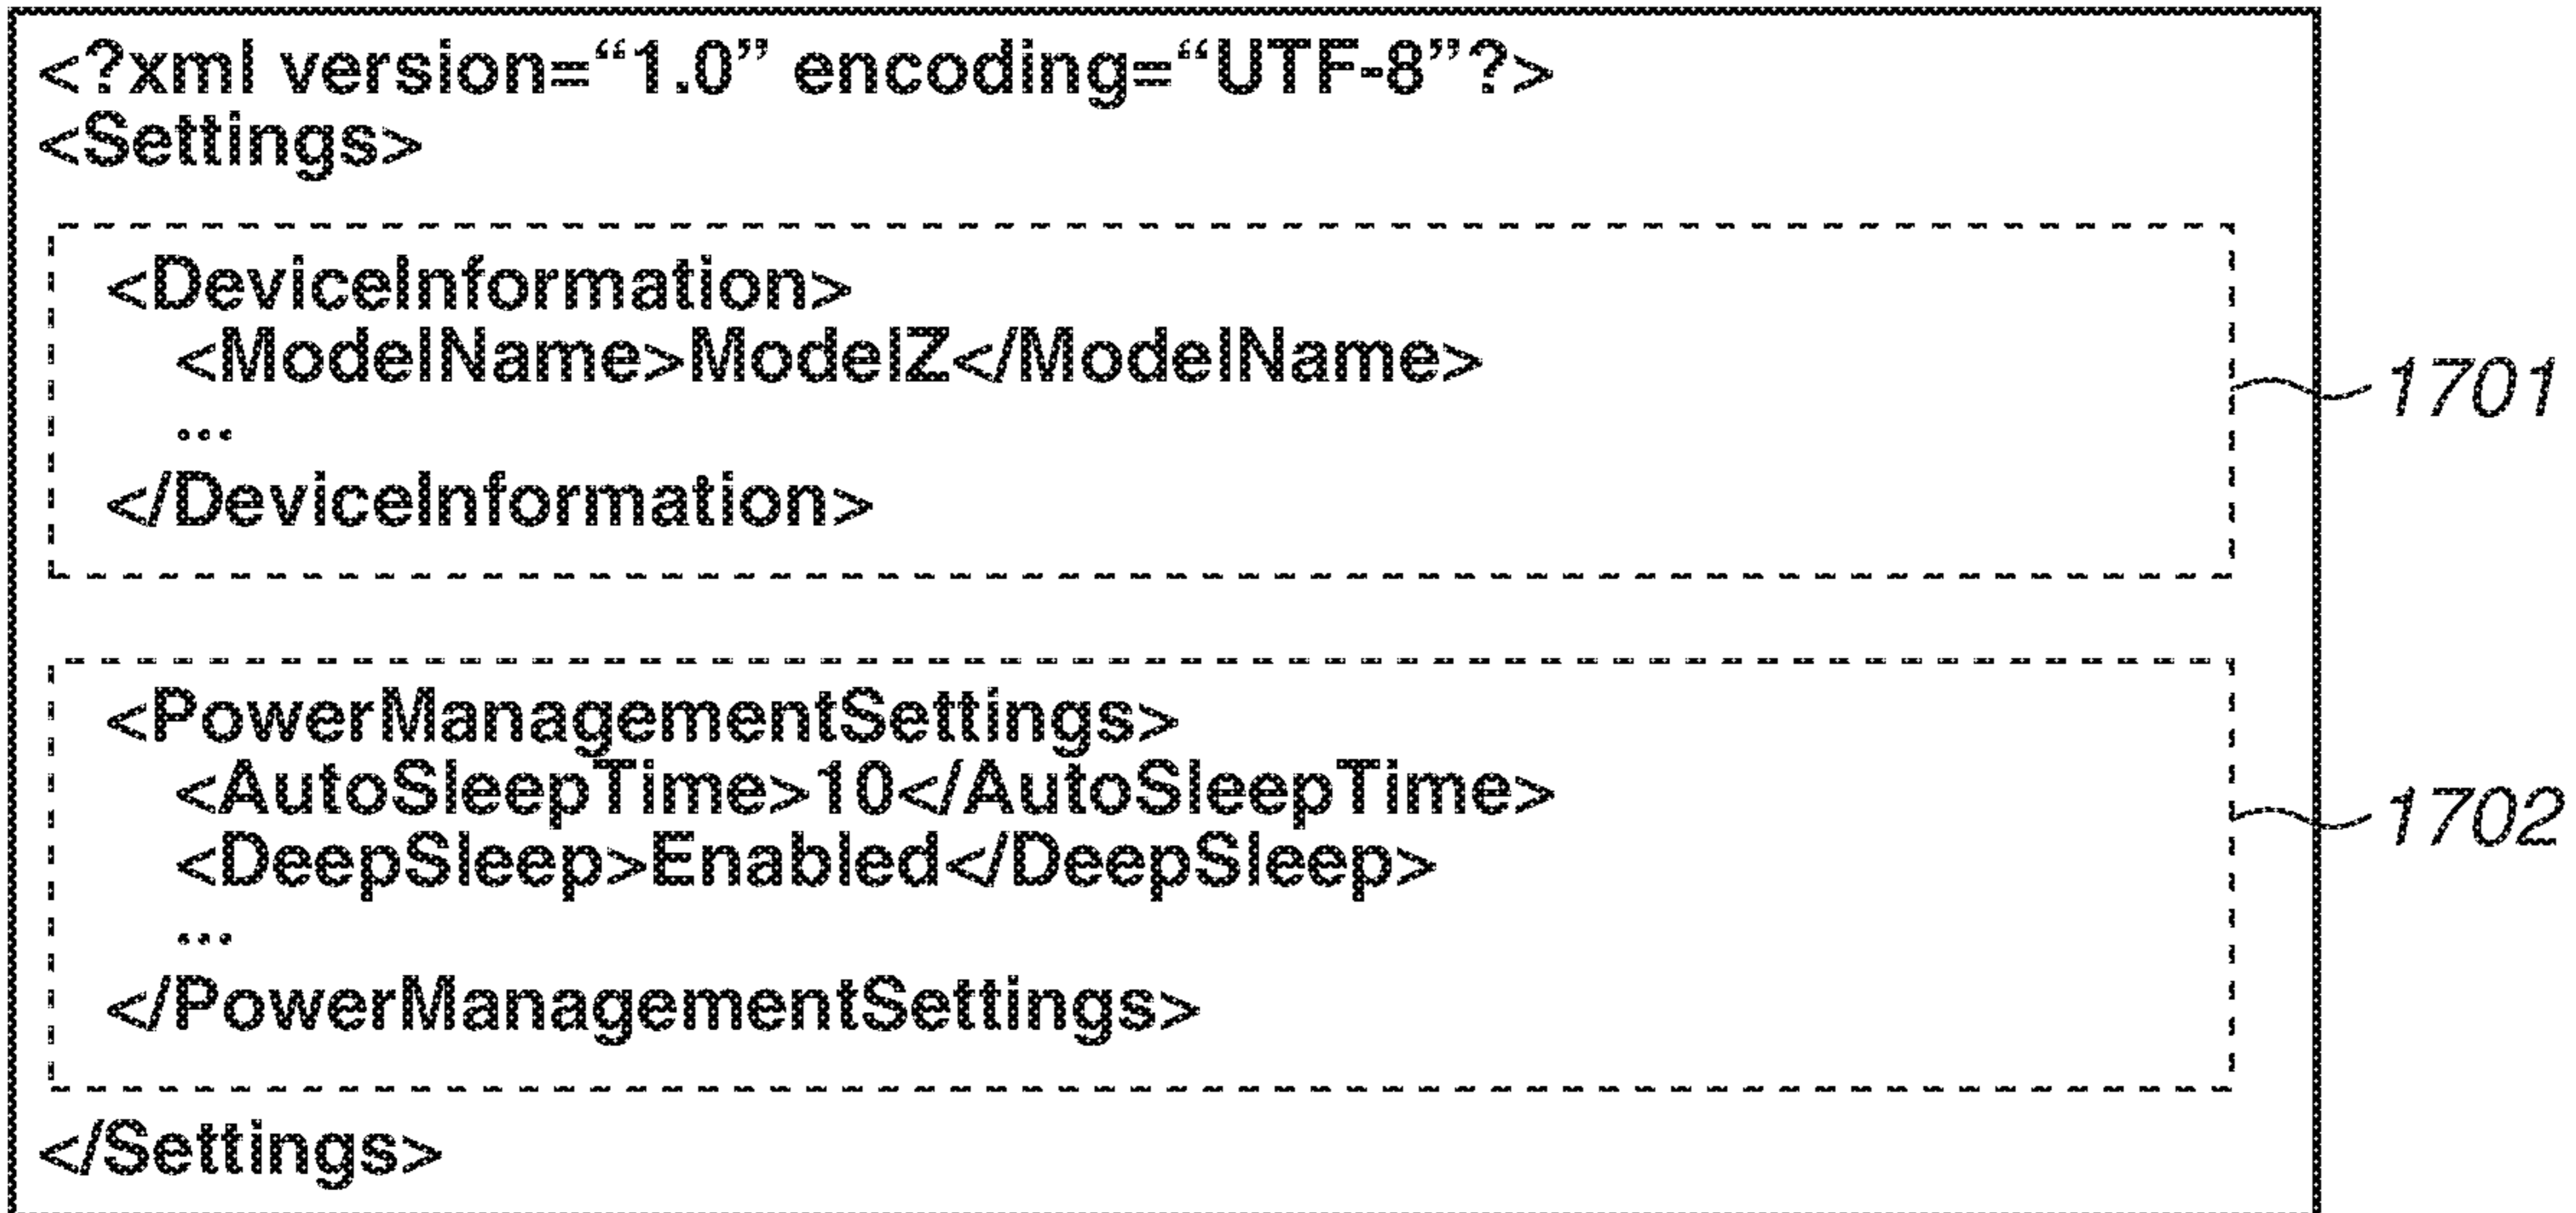 <?xml version=“1.0” encoding=“UTF-8”?>
<Settings>
<DeviceInformation>
<ModelName>ModelZ</ModelName>
...
</DeviceInformation>
1701
<PowerManagementSettings>
<AutoSleepTime>10</AutoSleepTime>
<DeepSleep>Enabled</DeepSleep>
...
</PowerManagementSettings>
1702
</Settings>